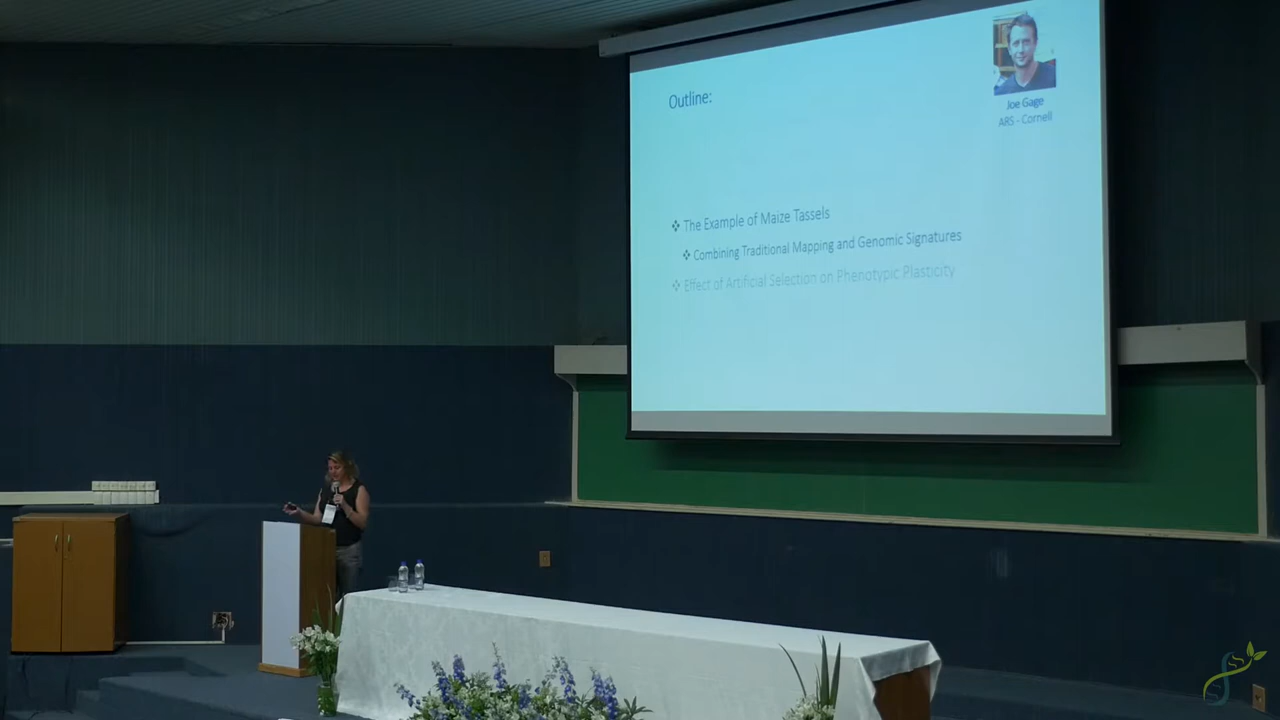 Outline:
Joe Gage
ARS - Cornell
❖ The Example of Maize Tassels
❖ Combining Traditional Mapping and Genomic Signatures
❖ Effect of Artificial Selection on Phenotypic Plasticity